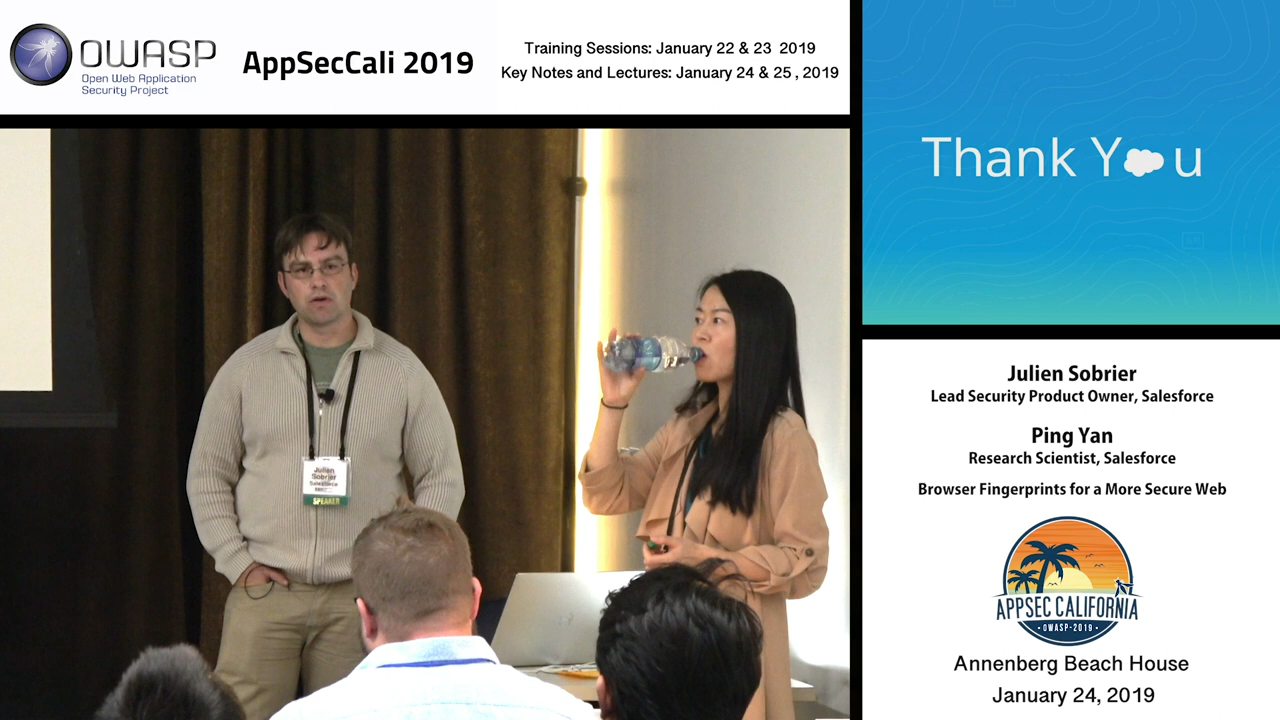 OWASP
Open Web Application
Security Project
AppSecCali 2019
Training Sessions: January 22 & 23 2019
Key Notes and Lectures: January 24 & 25 , 2019
Thank Y u
Julien
Sobrier
Salesforce
SPEAKER
Julien Sobrier
Lead Security Product Owner, Salesforce
Ping Yan
Research Scientist, Salesforce
Browser Fingerprints for a More Secure Web
APPSEC CALIFORNIA
• OWASP-2019 •
Annenberg Beach House
January 24, 2019